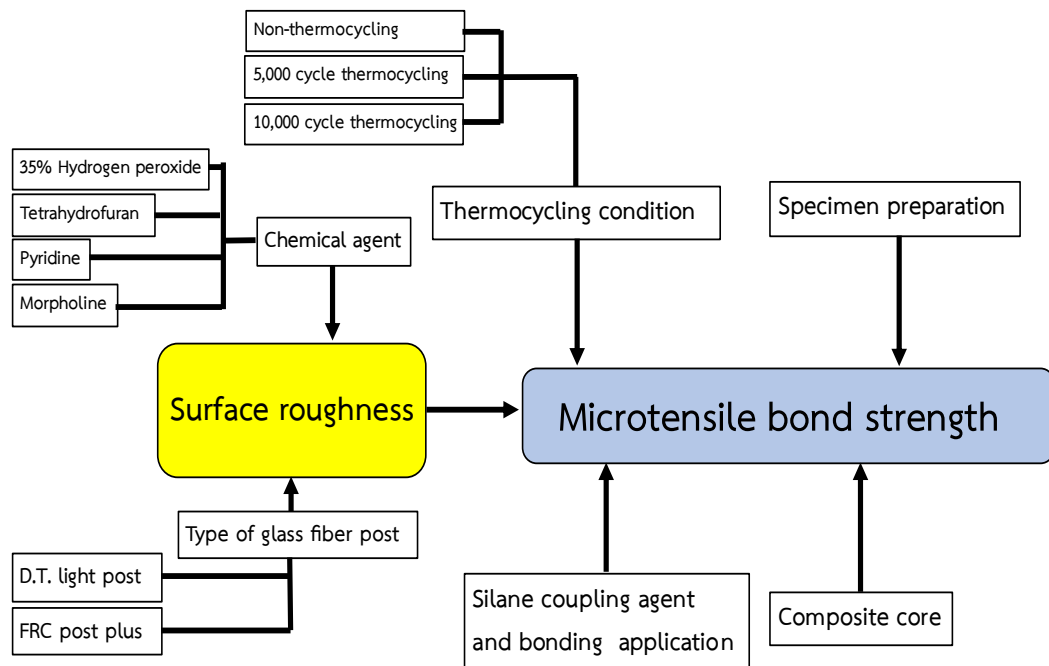 Non-thermocycling
5,000 cycle thermocycling
10,000 cycle thermocycling
35% Hydrogen peroxide
Tetrahydrofuran
Pyridine
Morpholine
Chemical agent
Thermocycling condition
Specimen preparation
Surface roughness
Microtensile bond strength
Type of glass fiber post
D.T. light post
FRC post plus
Silane coupling agent
and bonding application
Composite core